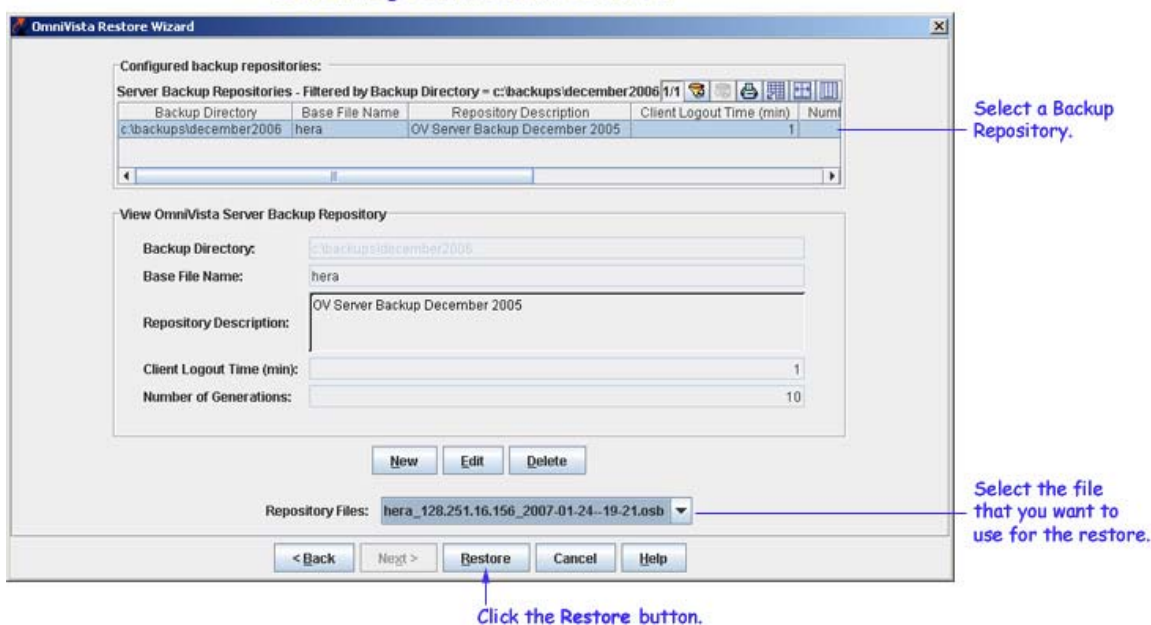 OmniVista Restore Wizard
Configured backup repositories:
Server Backup Repositories - Filtered by Backup Directory = c:\backups\december2006 1/1
Backup Directory Base File Name Repository Description Client Logout Time (min)
c:\backups\december2006 hera OV Server Backup December 2005 1
Select a Backup
Repository.
View OmniVista Server Backup Repository
Backup Directory: c:\backups\december2006
Base File Name: hera
OV Server Backup December 2005
Repository Description:
Client Logout Time (min): 1
Number of Generations: 10
New Edit Delete
Repository Files: hera_128.251.16.156_2007-01-24--19-21.osb
Select the file
that you want to
use for the restore.
< Back Next > Restore Cancel Help
Click the Restore button.